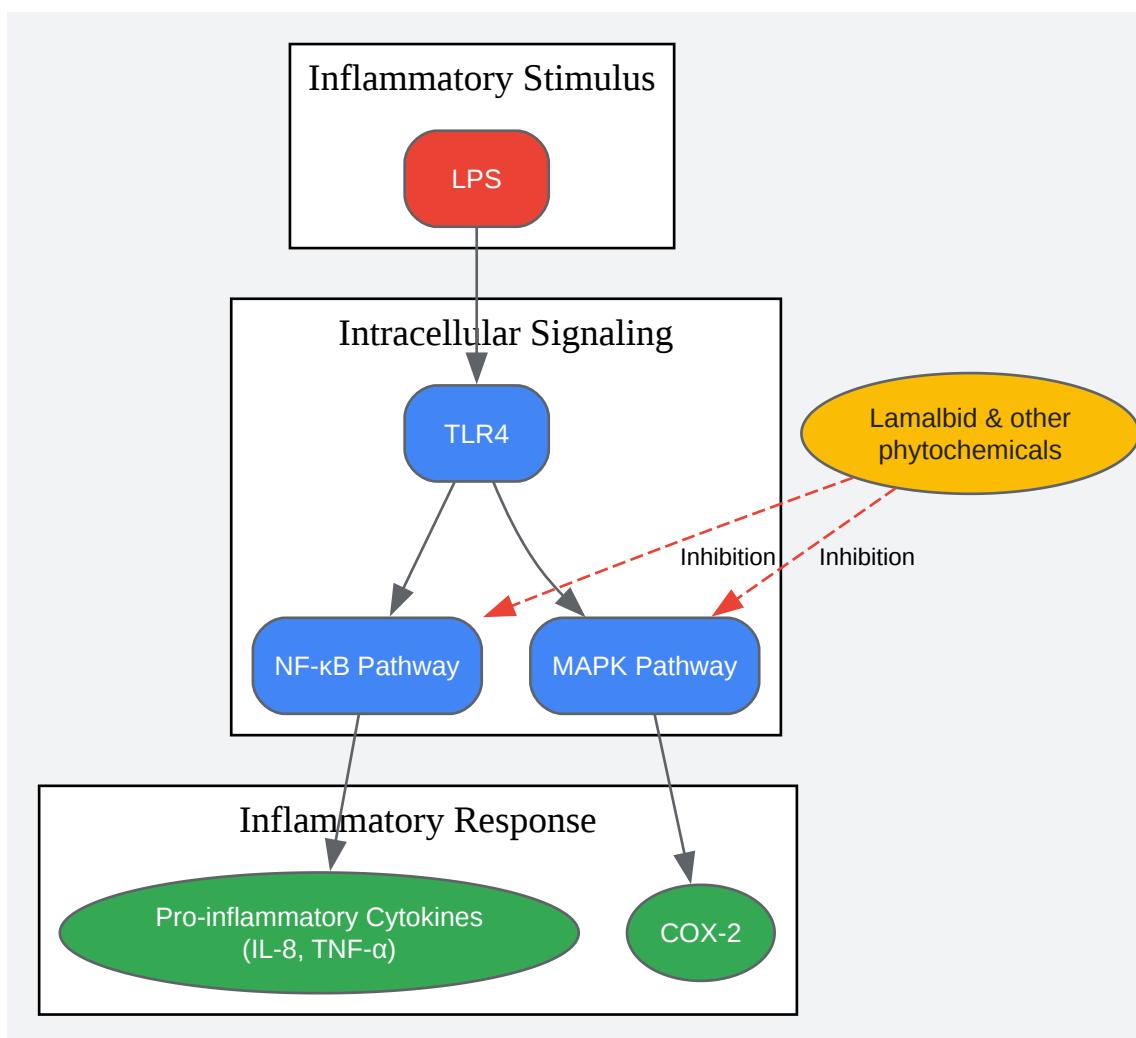 Inflammatory Stimulus
LPS
Intracellular Signaling
TLR4
Lamalbid & other
phytochemicals
Inhibition
Inhibition
NF-κB Pathway
MAPK Pathway
Inflammatory Response
Pro-inflammatory Cytokines
(IL-8, TNF-α)
COX-2